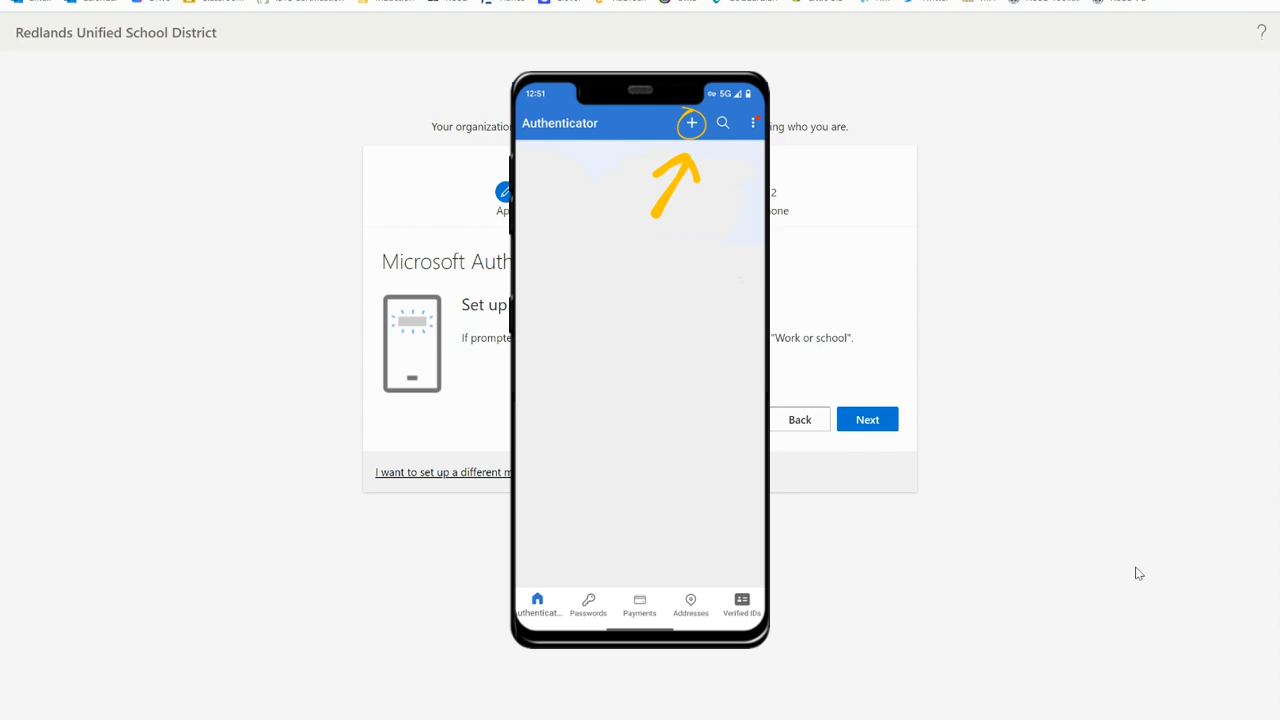 Redlands Unified School District
?
12:51
5G
Authenticator
Your organizatio
ing who you are.
2
Ap
one
Microsoft Auth
Set up
If prompte
"Work or school".
Back
Next
I want to set up a different m
uthenticat...
Passwords
Payments
Addresses
Verified IDs